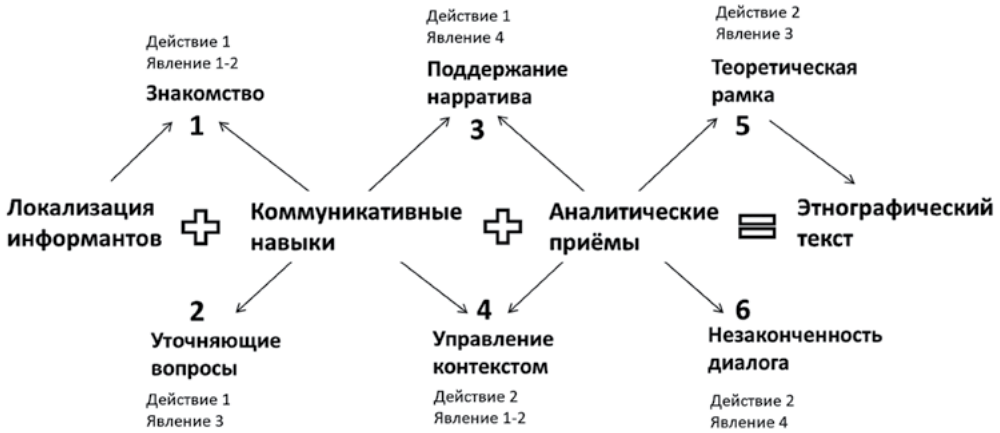 Действие 1
Явление 1-2
Знакомство
1
Действие 1
Явление 4
Поддержание
нарратива
3
Действие 2
Явление 3
Теоретическая
рамка
5
Локализация
информантов
Коммуникативные
навыки
Аналитические
приёмы
Этнографический
текст
2
Уточняющие
вопросы
Действие 1
Явление 3
4
Управление
контекстом
Действие 2
Явление 1-2
6
Незаконченность
диалога
Действие 2
Явление 4